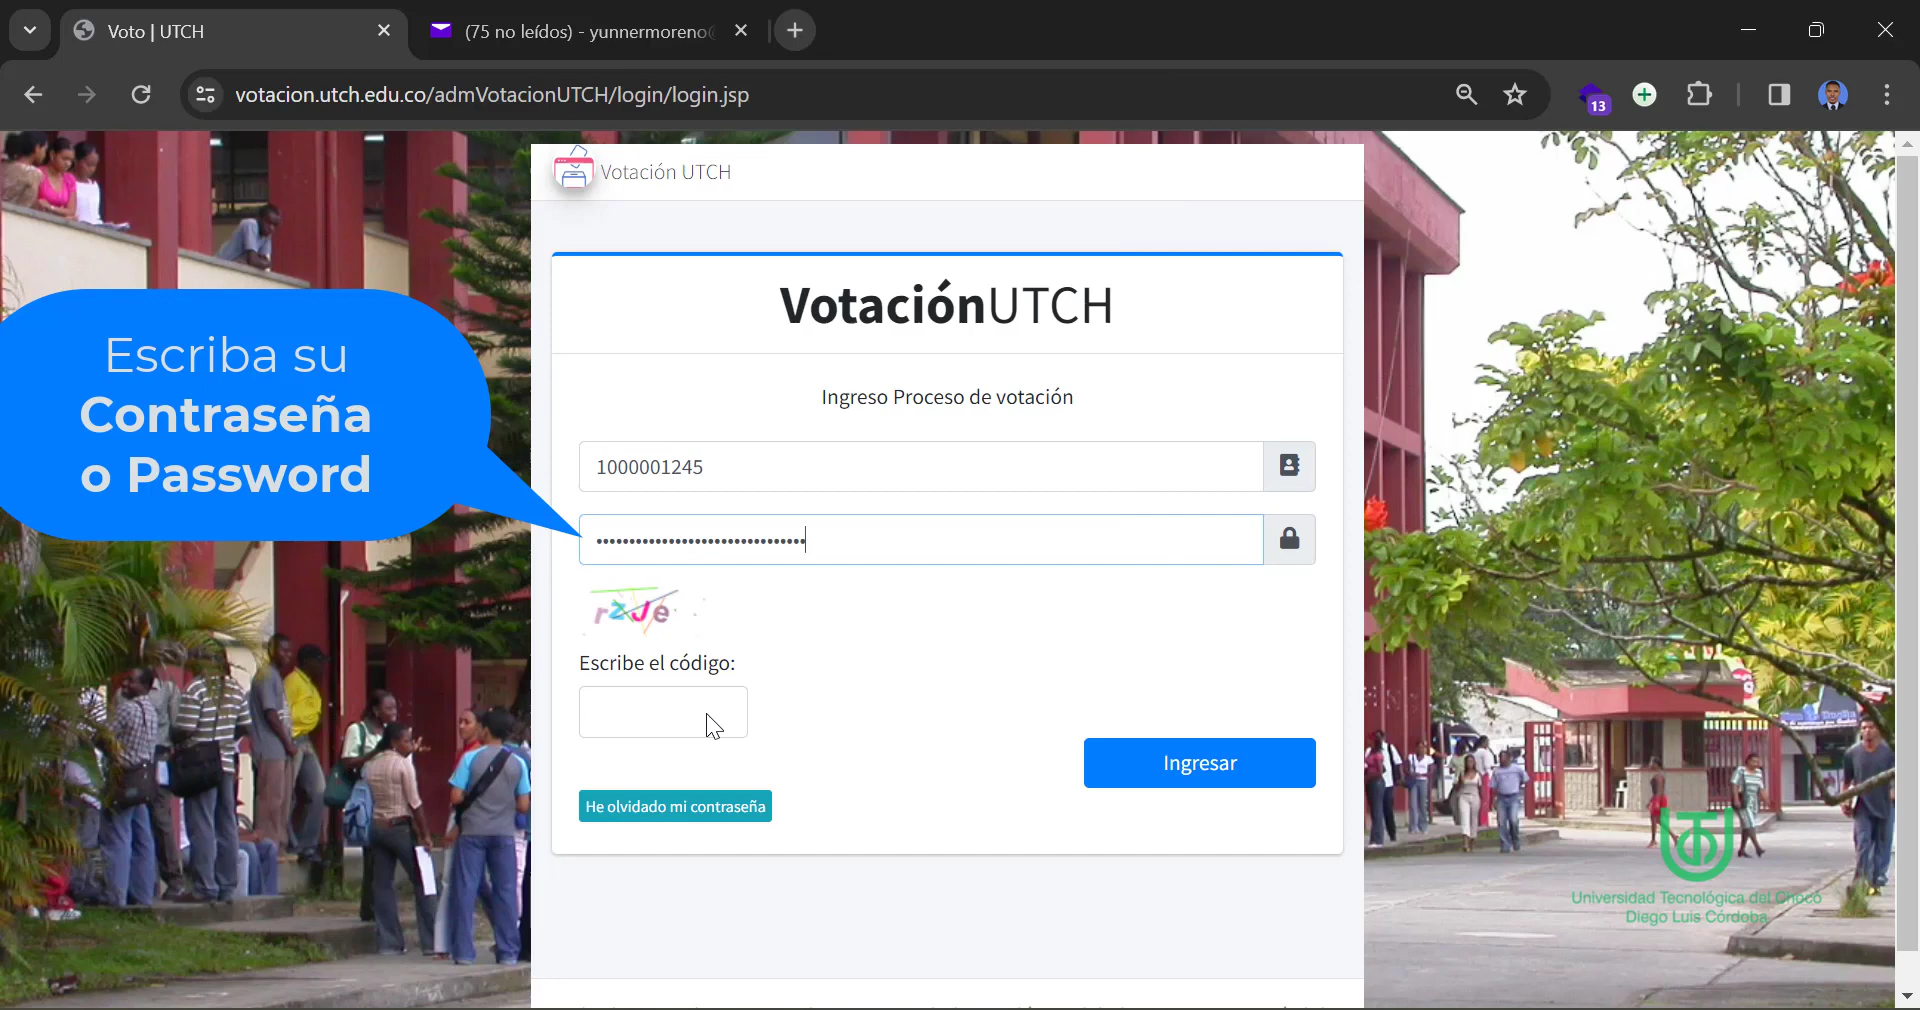 Voto | UTCH
(75 no leídos) - yunnermoreno
votacion.utch.edu.co/admVotacionUTCH/login/login.jsp
13
Votación UTCH
VotaciónUTCH
Ingreso Proceso de votación
1000001245
Escriba su
Contraseña
o Password
rzJe
Escribe el código:
Ingresar
He olvidado mi contraseña
Universidad Tecnológica del Chocó
Diego Luis Córdoba